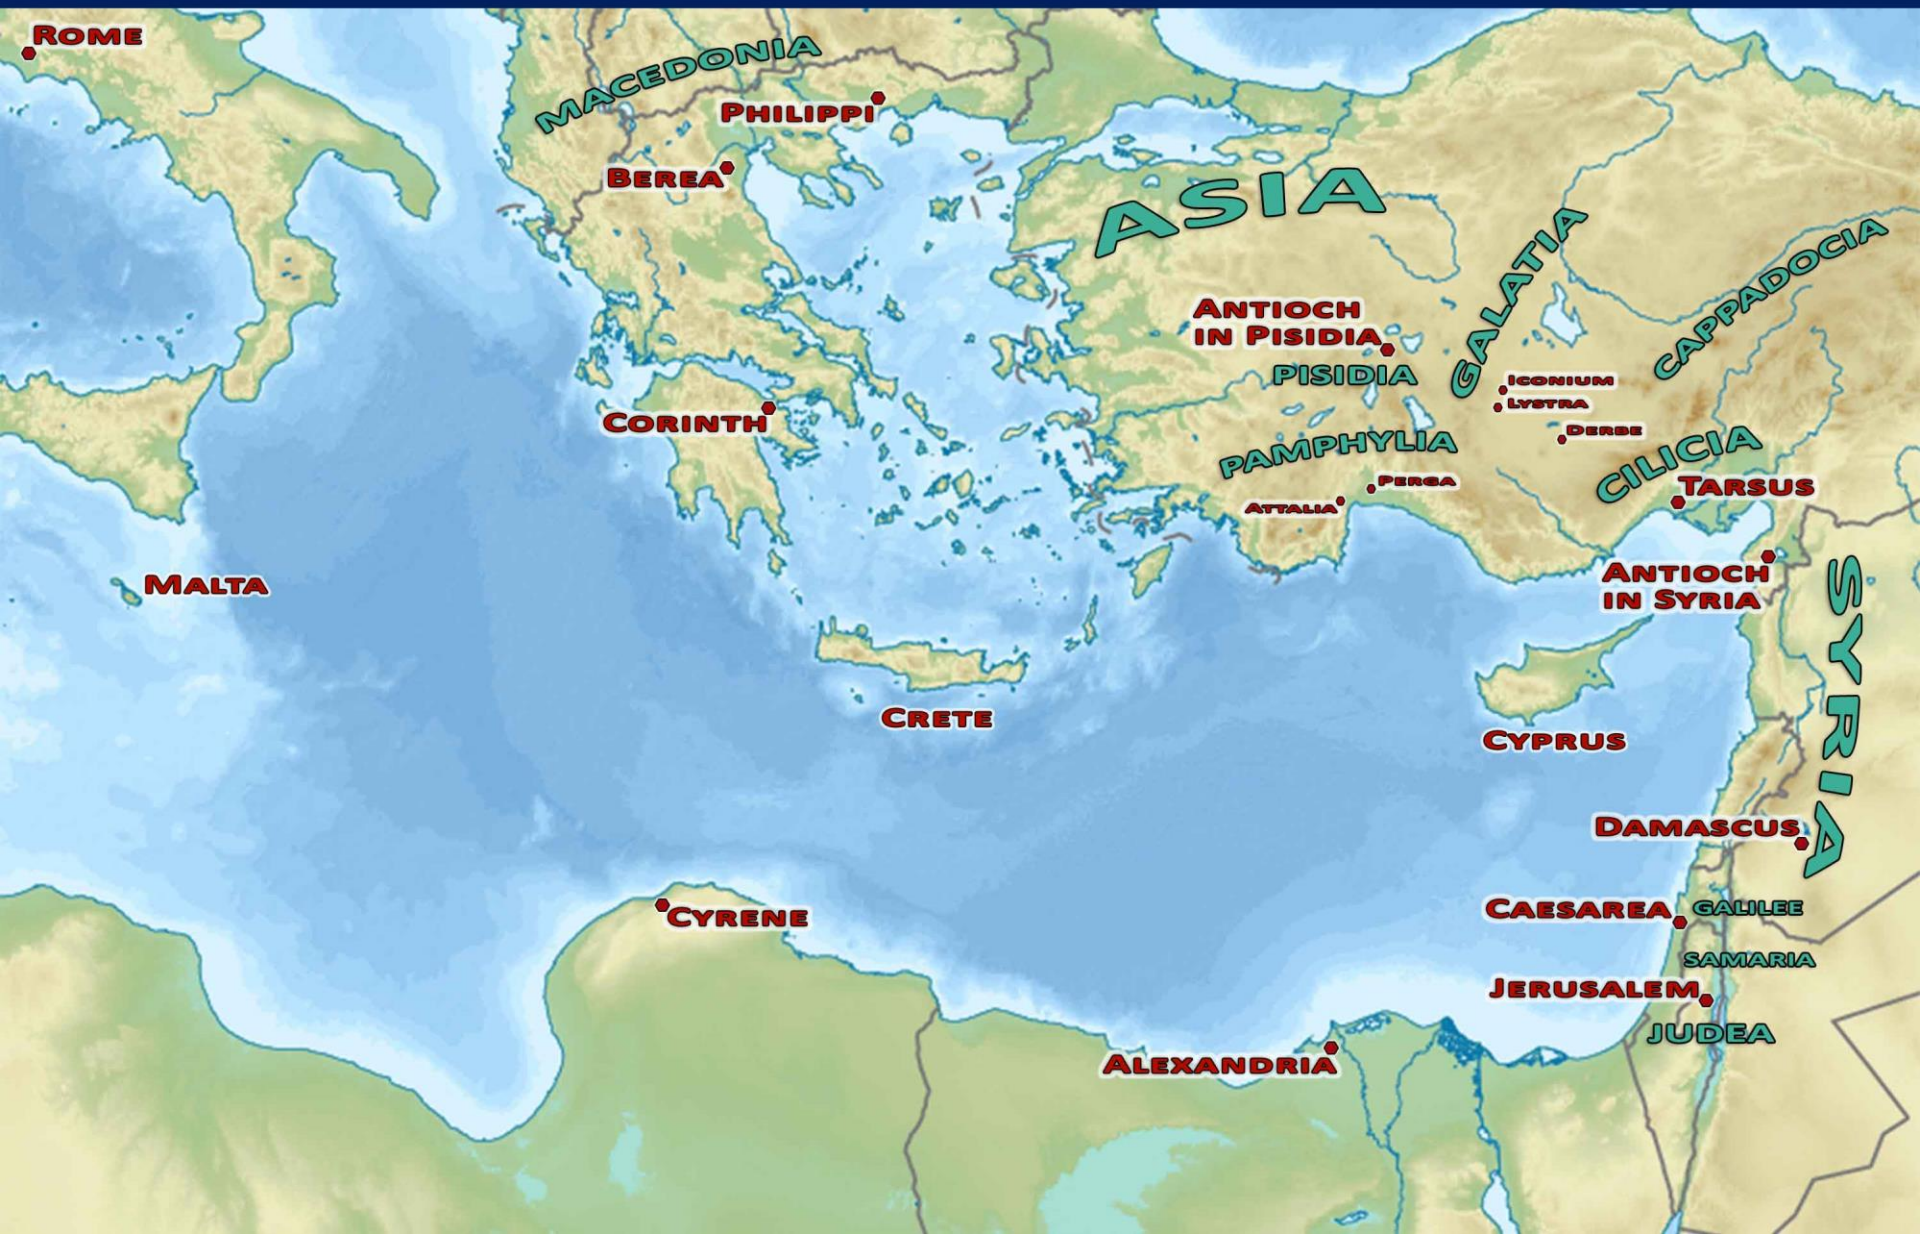 ROME
MACEDONIA
PHILIPPI
BEREA
ASIA
GALATIA
CAPPADOCIA
ANTIOCH
IN PISIDIA
PISIDIA
ICONIUM
LYSTRA
CORINTH
DERBE
PAMPHYLIA
CILICIA
PERGA
TARSUS
ATTALIA
MALTA
ANTIOCH
IN SYRIA
SYRIA
CRETE
CYPRUS
DAMASCUS
CYRENE
CAESAREA
GALILEE
SAMARIA
JERUSALEM
JUDEA
ALEXANDRIA